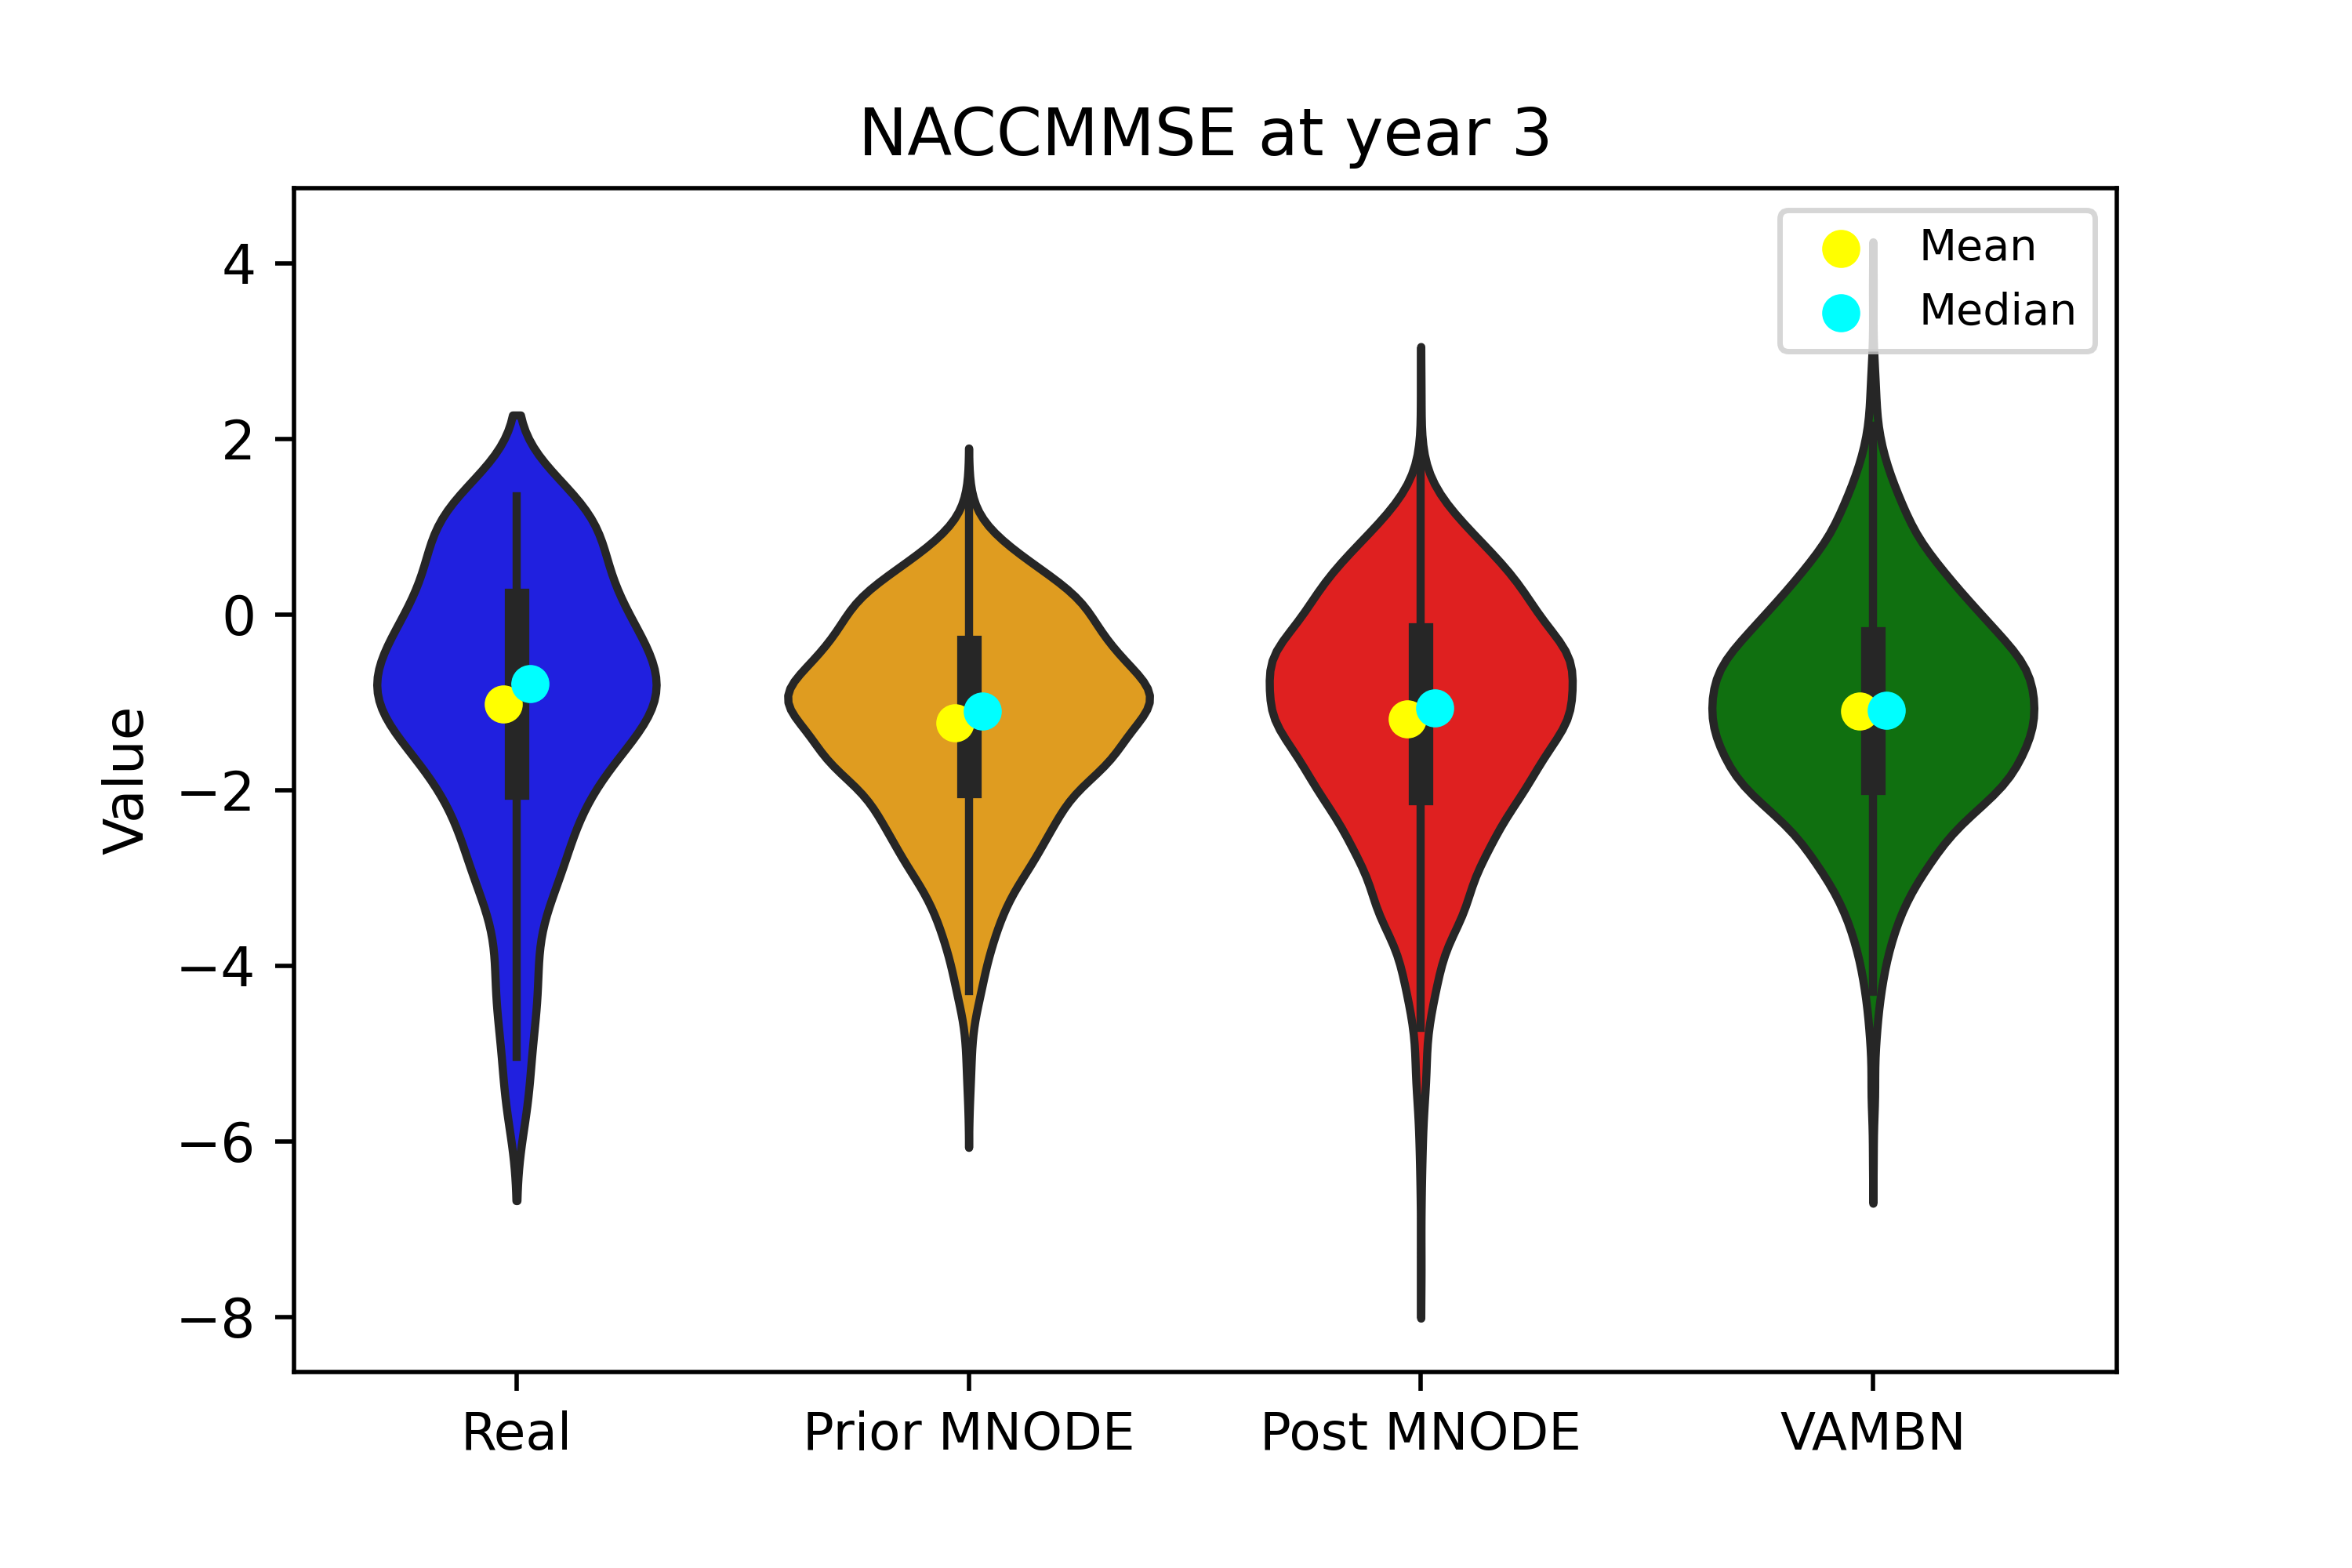 NACCMMSE at year 3
Mean
Median
4
2
0
−2
−4
−6
−8
Value
Real
Prior MNODE
Post MNODE
VAMBN